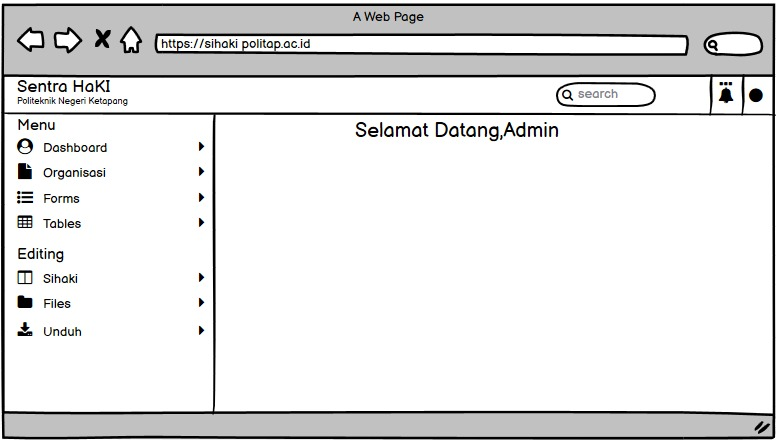 A Web Page
https://sihaki politap.ac.id
Sentra HaKI
Politeknik Negeri Ketapang
search
Menu
Selamat Datang,Admin
Dashboard
Organisasi
Forms
Tables
Editing
Sihaki
Files
Unduh